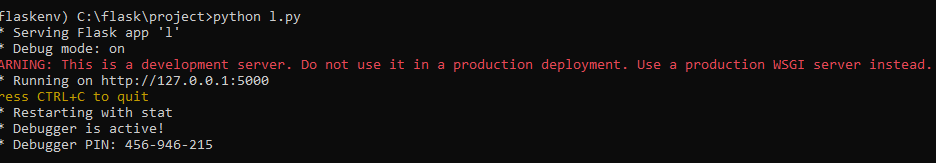 flaskenv) C:\flask\project>python l.py
* Serving Flask app 'l'
* Debug mode: on
ARNING: This is a development server. Do not use it in a production deployment. Use a production WSGI server instead.
* Running on http://127.0.0.1:5000
ress CTRL+C to quit
* Restarting with stat
* Debugger is active!
* Debugger PIN: 456-946-215